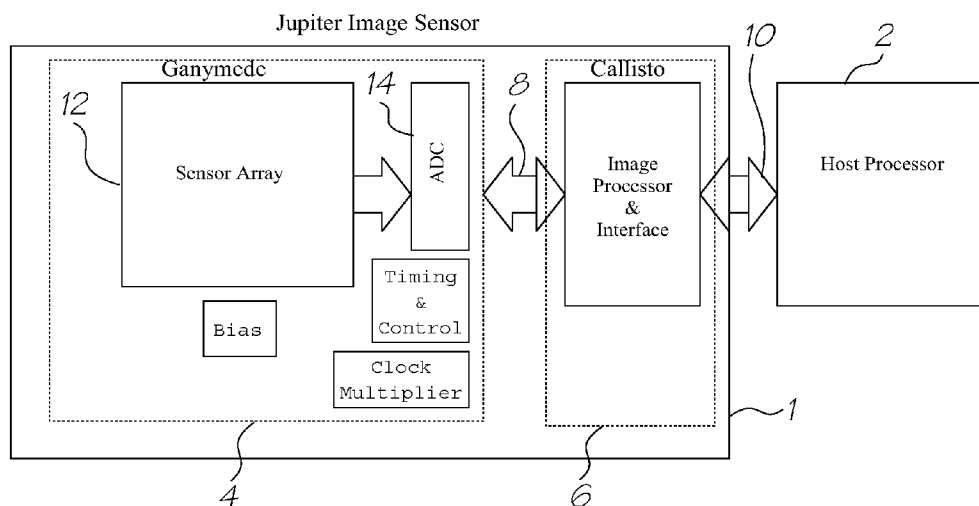 Jupiter Image Sensor
10
2
Ganymede
Callisto
12
14
8
Sensor Array
ADC
Image
Processor
&
Interface
Host Processor
Timing
&
Control
Bias
Clock
Multiplier
1
4
6